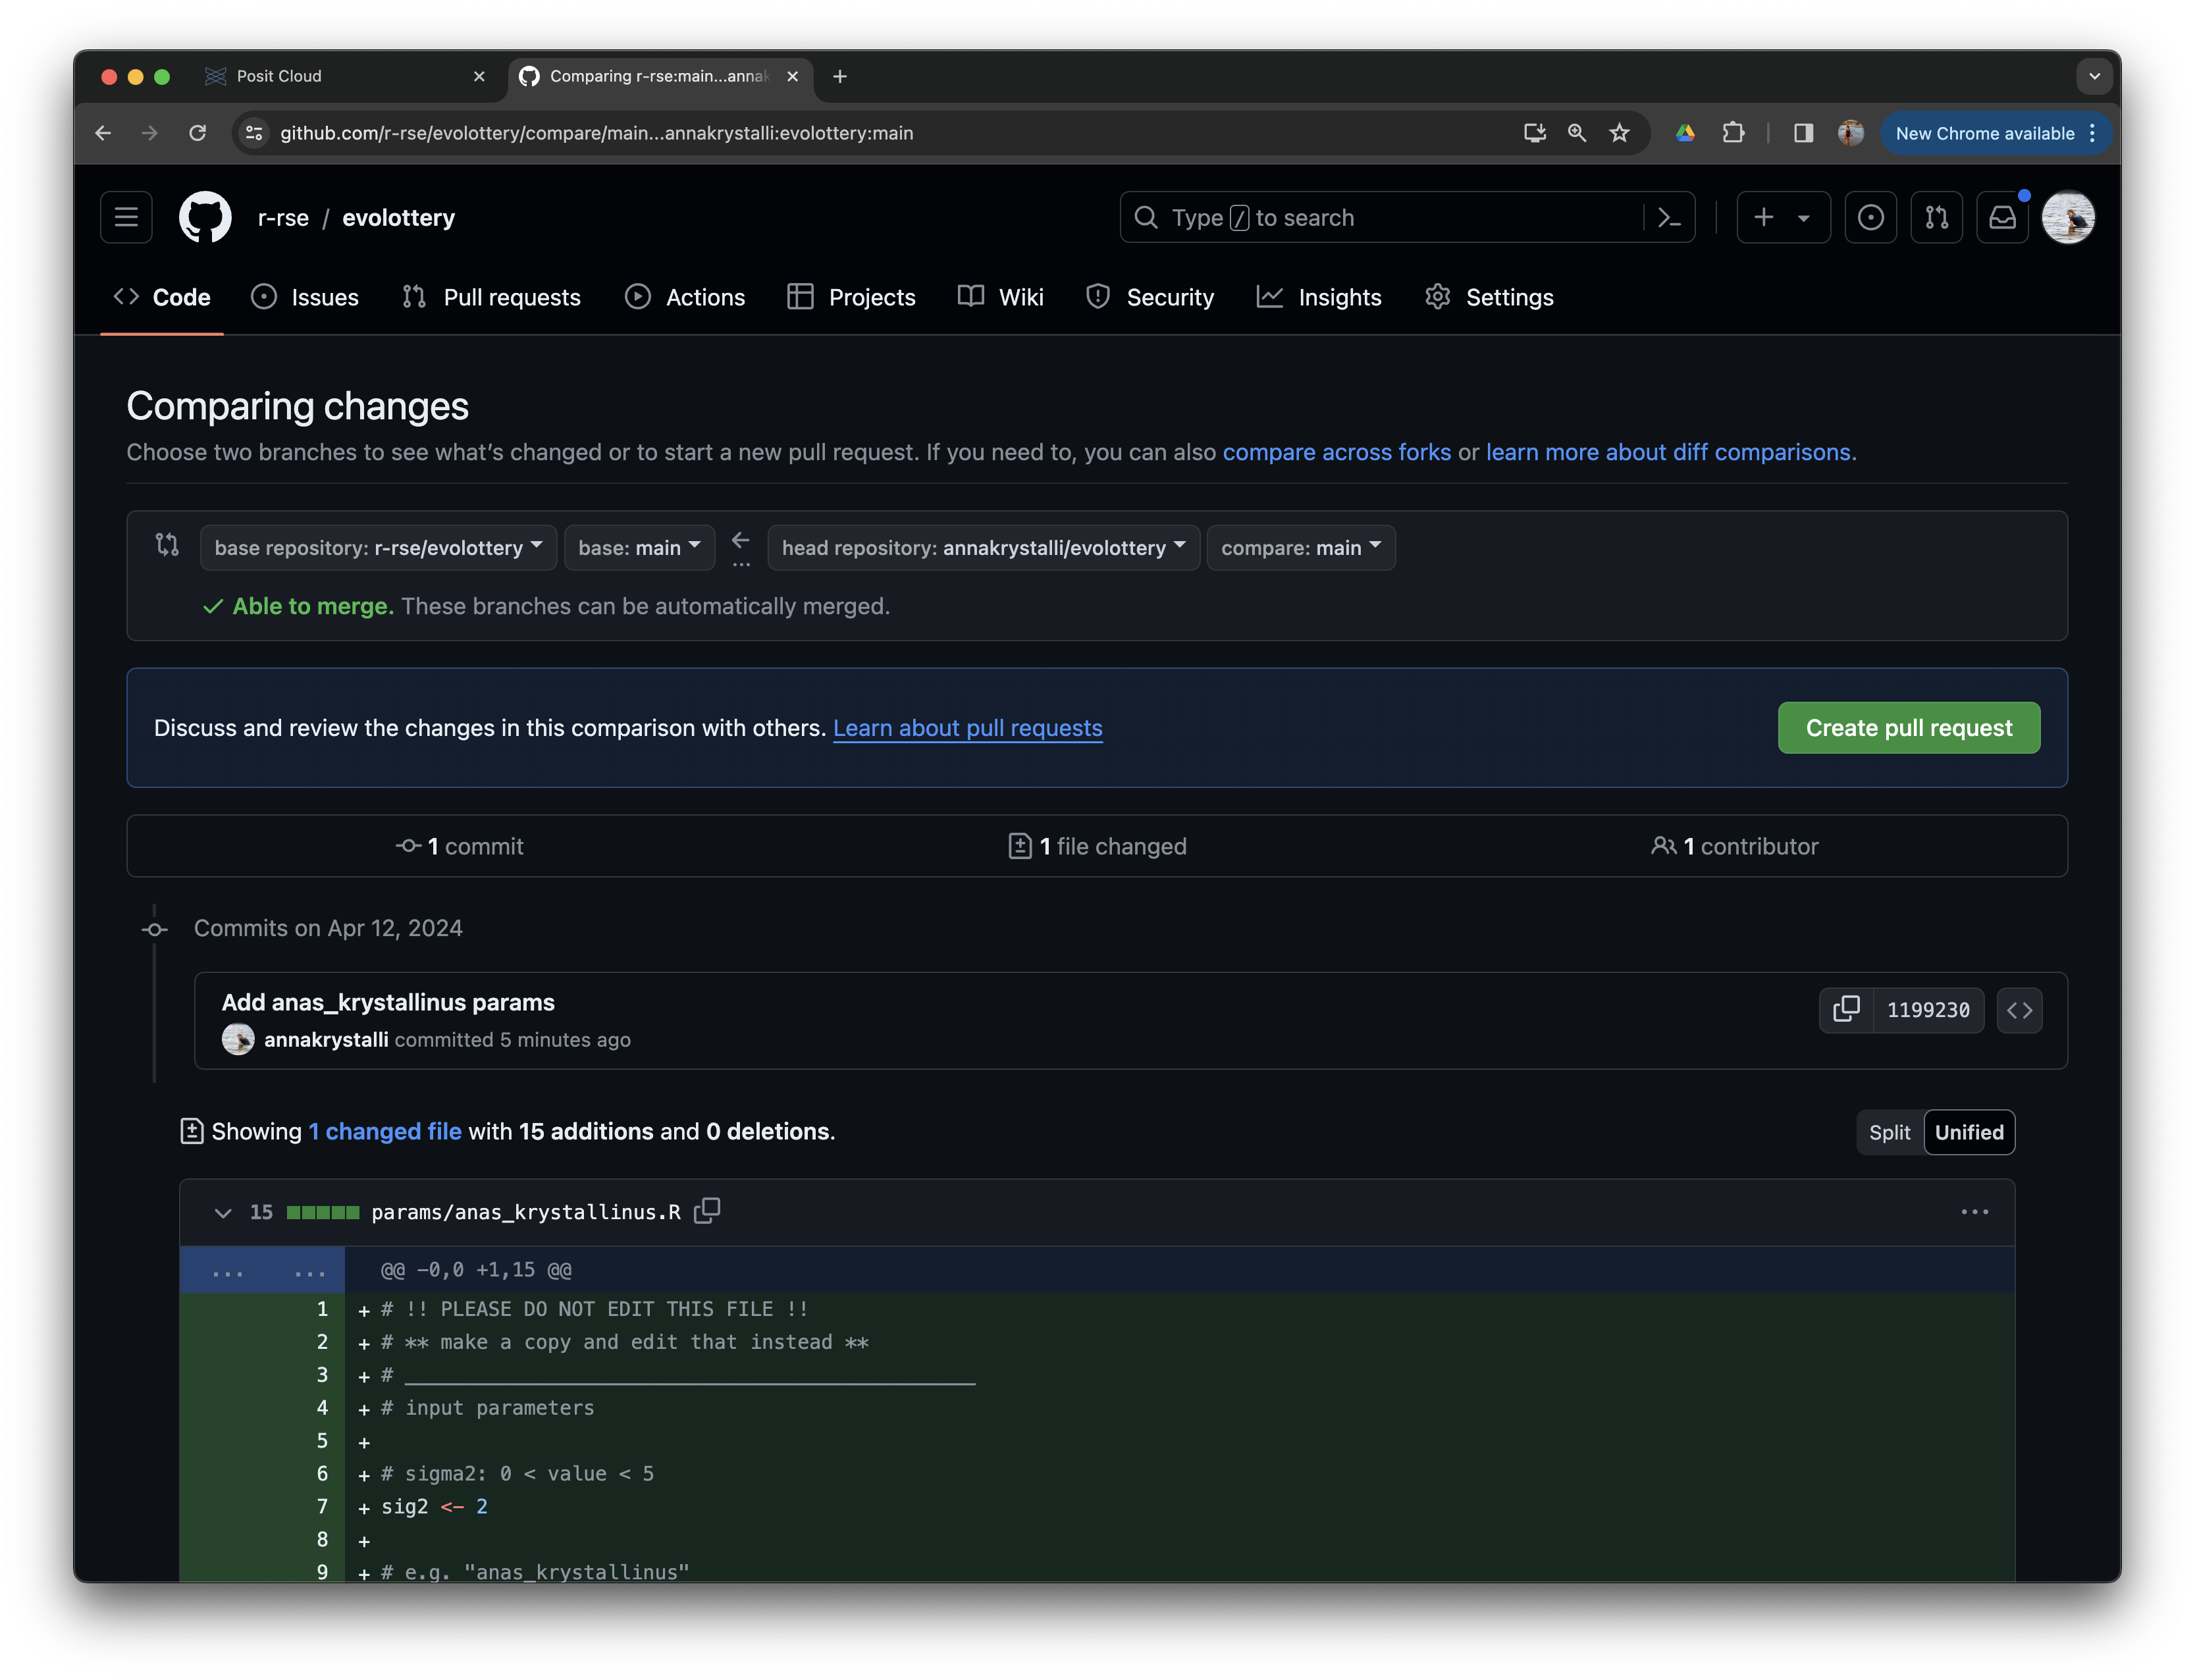 Posit Cloud
Comparing r-rse:main...annak
github.com/r-rse/evolottery/compare/main...annakrystalli:evolottery:main
New Chrome available
r-rse / evolottery
Type / to search
Code Issues Pull requests Actions Projects Wiki Security Insights Settings
Comparing changes
Choose two branches to see what’s changed or to start a new pull request. If you need to, you can also compare across forks or learn more about diff comparisons.
base repository: r-rse/evolottery base: main ... head repository: annakrystalli/evolottery compare: main
Able to merge. These branches can be automatically merged.
Discuss and review the changes in this comparison with others. Learn about pull requests
Create pull request
1 commit 1 file changed 1 contributor
Commits on Apr 12, 2024
Add anas_krystallinus params
1199230
annakrystalli committed 5 minutes ago
Showing 1 changed file with 15 additions and 0 deletions.
Split Unified
15 params/anas_krystallinus.R
... ... @@ -0,0 +1,15 @@
1 + # !! PLEASE DO NOT EDIT THIS FILE !!
2 + # ** make a copy and edit that instead **
3 + # ________________________________________________
4 + # input parameters
5 +
6 + # sigma2: 0 < value < 5
7 + sig2 <- 2
8 +
9 + # e.g. "anas_krystallinus"